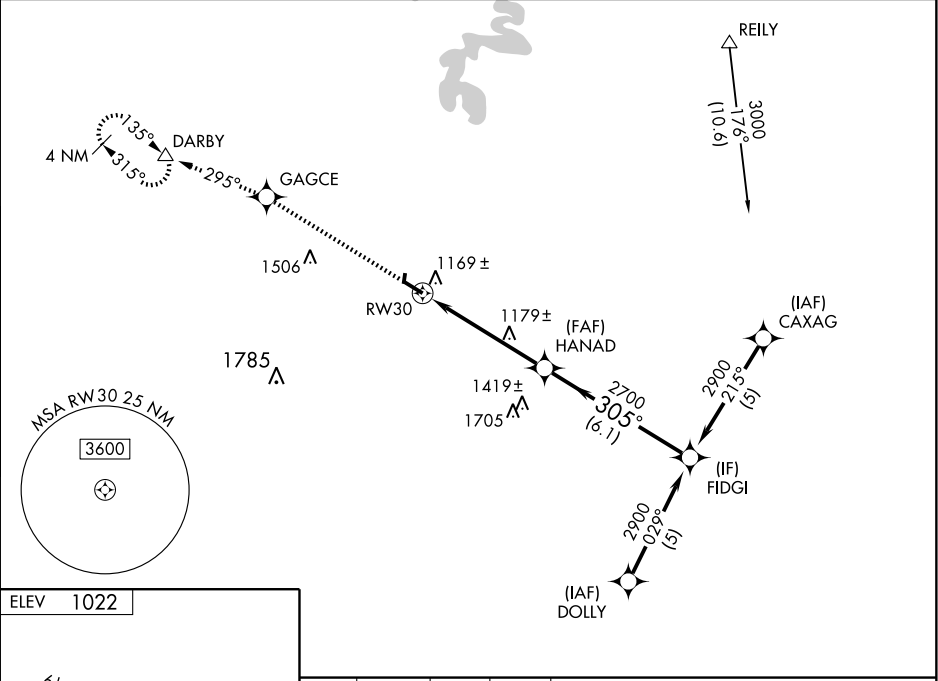 REILY
3000
176°
(10.6)
135°
DARBY
4 NM
315°
295°
GAGCE
1506
1169 ±
RW30
1179±
(FAF)
HANAD
(IAF)
CAXAG
1785
1419±
1705
2700
305°
(6.1)
2900
215°
(5)
MSA RW30 25 NM
3600
(IF)
FIDGI
2900
029°
(5)
(IAF)
DOLLY
ELEV 1022